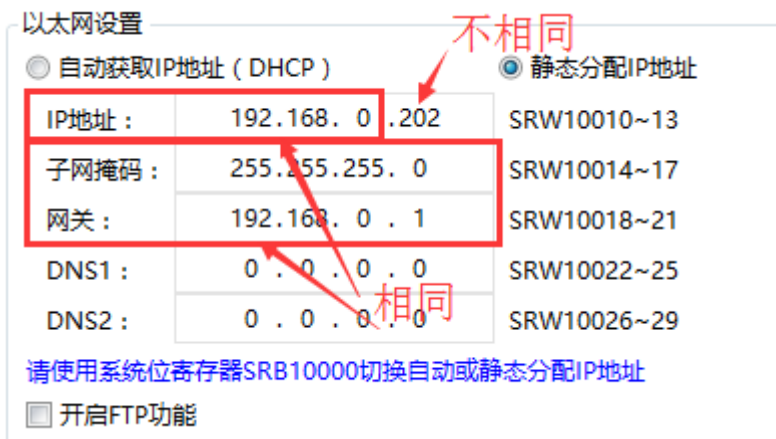 以太网设置
不相同
自动获取IP地址(DHCP) 静态分配IP地址
IP地址: 192.168. 0 .202 SRW10010~13
子网掩码: 255.255.255. 0 SRW10014~17
网关: 192.168. 0 . 1 SRW10018~21
DNS1: 0 . 0 . 0 . 0 SRW10022~25
相同
DNS2: 0 . 0 . 0 . 0 SRW10026~29
请使用系统位寄存器SRB10000切换自动或静态分配IP地址
开启FTP功能